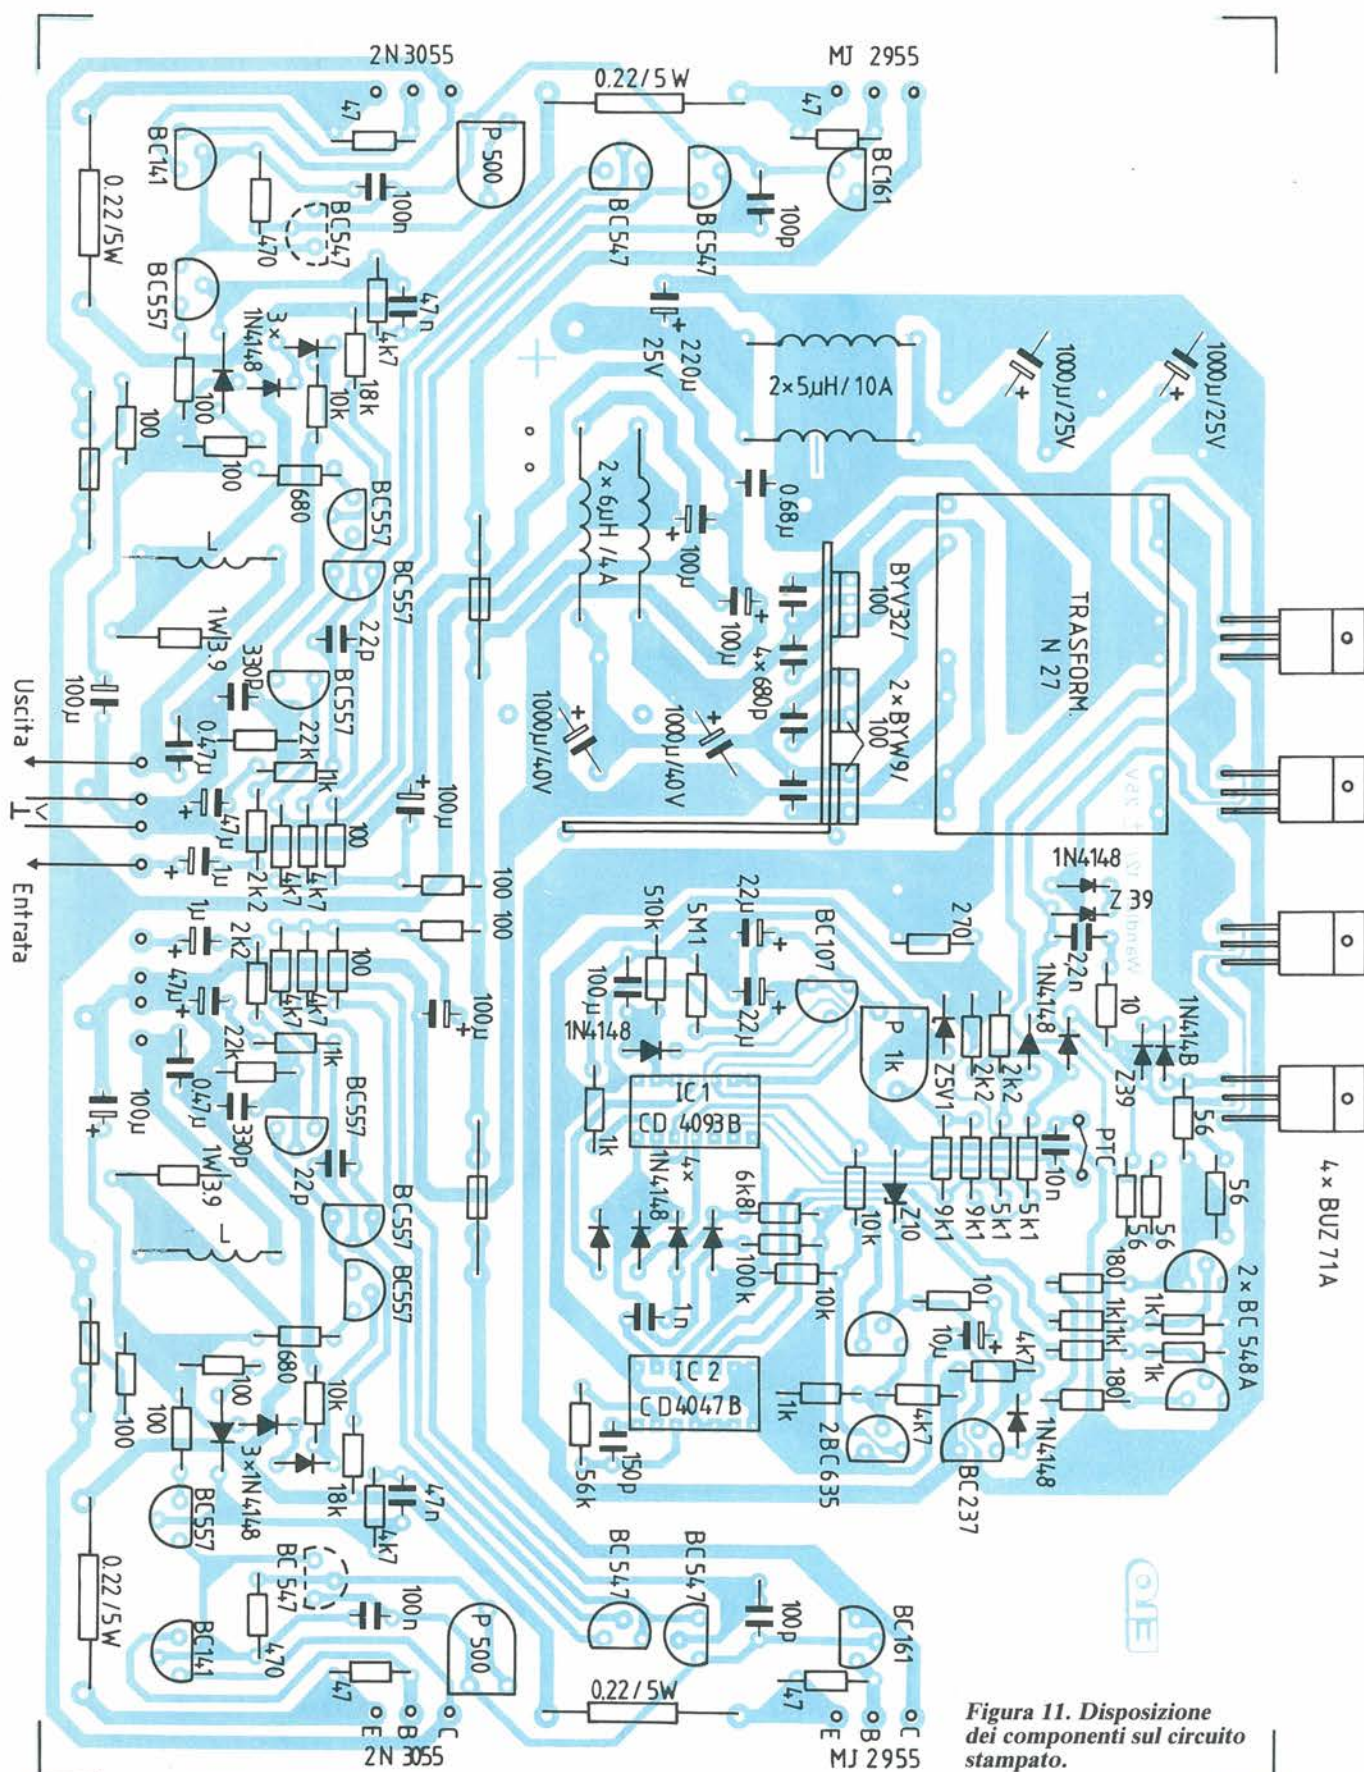 2N3055
0.22/5W
MJ 2955
47
P 500
47
BC161
BC141
0.22/5W
100n
470
BC547
BC547
BC547
100p
BC557
47n
4k7
3×
1N4148
18k
10k
100
100
100
680
220µ
25V
2×5µH/10A
1000µ/25V
1000µ/25V
2×6µH/4A
100µ
0.68µ
BC557
BC557
22p
BC557
1W
3.9
330p
100µ
100µ
4×680p
BYV32/
100
2×BYW9/
100
TRASFORM.
N 27
1000µ/40V
1000µ/40V
Uscita
0.47µ
22k
1k
47µ
1µ
2k2
4k7
4k7
100
100µ
100
100
Entrata
1µ
2k2
47µ
4k7
4k7
100
22k
1k
100µ
0.47µ
330p
100µ
BC557
22p
1W
3.9
BC557
BC557
510k
5M1
2,2µ
22µ
100µ
1N4148
BC107
270
1N4148
Z 39
2,2n
10
1N4148
1N414B
Z39
P 1k
Z5V1
2k2
2k2
IC1
CD 4093B
1k
4×
1N4148
6k8
100k
10k
10k
Z10
9k1
9k1
5k1
5k1
10n
PTC
56
56
56
56
4× BUZ 71A
180
1k
1k
180
1k
1k
2×BC 548A
1n
IC 2
CD4047B
1k
56k
150p
10
10µ
4k7
4k7
2BC635
BC237
1N4148
680
100
100
100
10k
18k
3×1N4148
BC557
4k7
47n
BC 547
BC547
BC547
100n
100p
BC161
0.22/5W
BC141
470
47
P 500
0,22/5W
47
E
B
C
2N 3055
E
B
C
MJ 2955
Figura 11. Disposizione
dei componenti sul circuito
stampato.